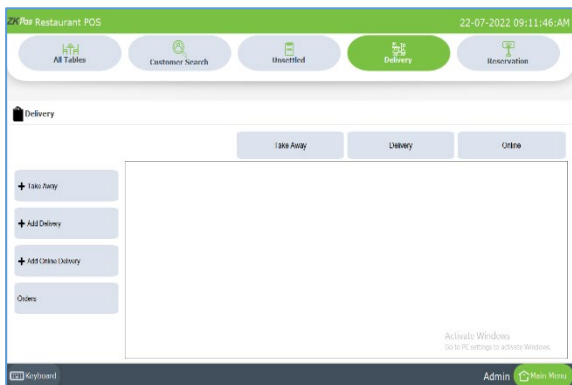 ZKPos Restaurant POS
22-07-2022 09:11:46:AM
All Tables
Customer Search
Unsettled
Delivery
Reservation
Delivery
Take Away
Delivery
Online
+ Take Away
+ Add Delivery
+ Add Online Delivery
Orders
Activate Windows
Go to PC settings to activate Windows.
Keyboard
Admin
Main Menu